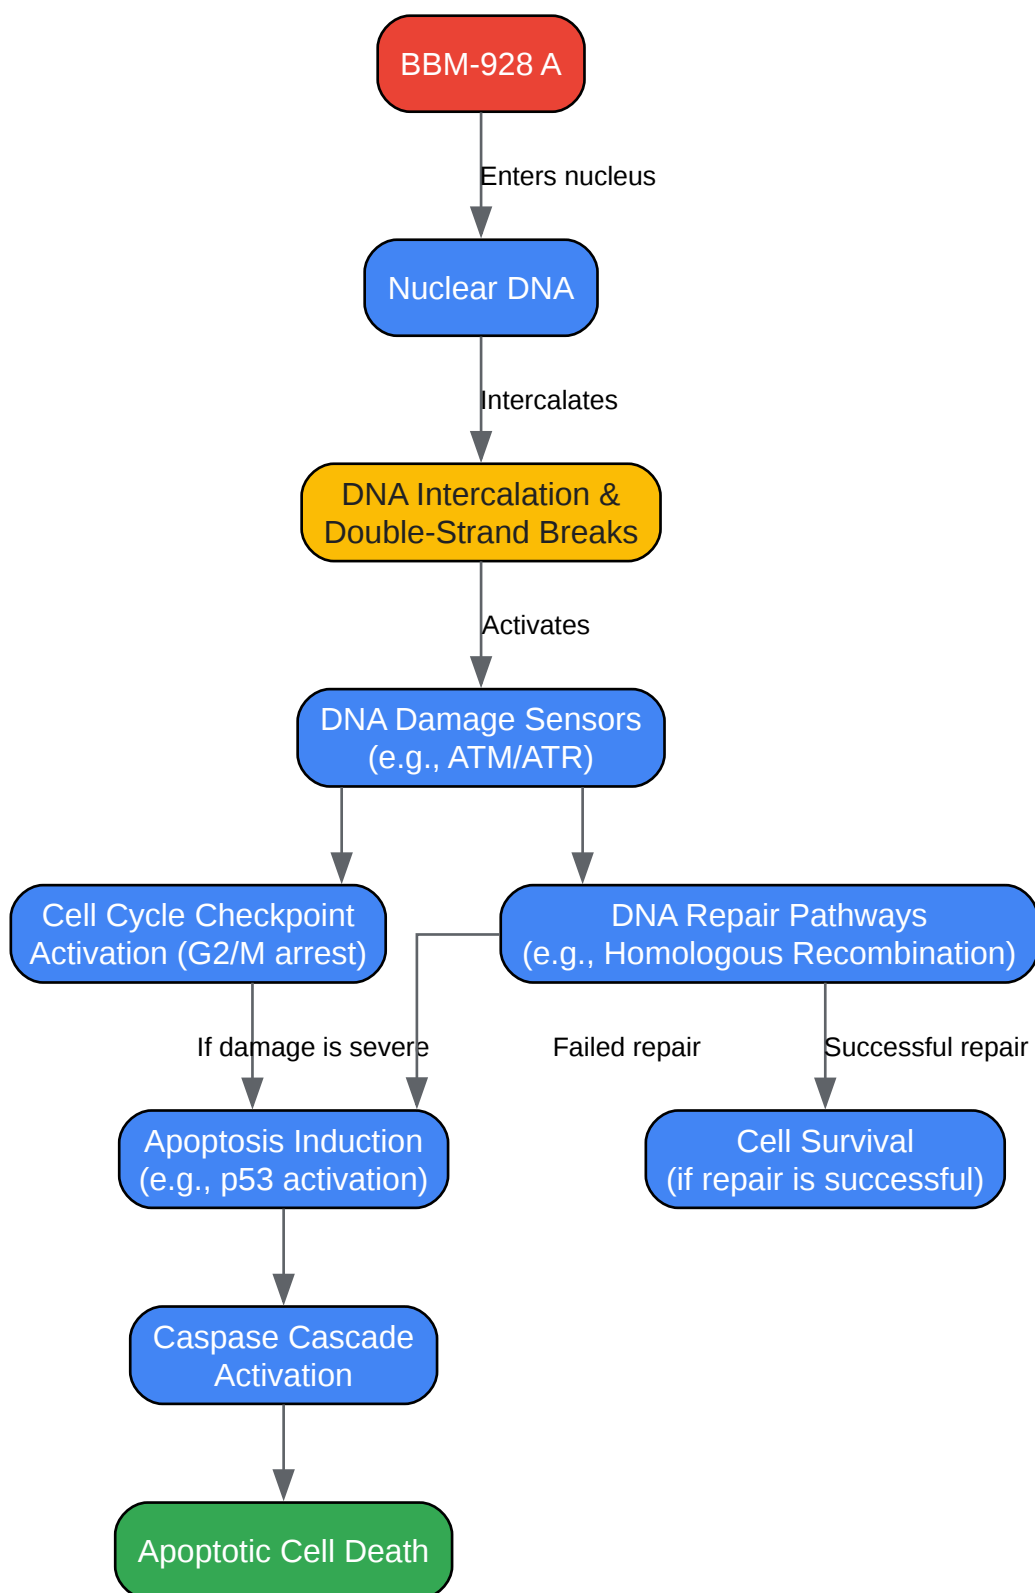 BBM-928 A
Enters nucleus
Nuclear DNA
Intercalates
DNA Intercalation &
Double-Strand Breaks
Activates
DNA Damage Sensors
(e.g., ATM/ATR)
Cell Cycle Checkpoint
Activation (G2/M arrest)
DNA Repair Pathways
(e.g., Homologous Recombination)
If damage is severe
Failed repair
Successful repair
Apoptosis Induction
(e.g., p53 activation)
Cell Survival
(if repair is successful)
Caspase Cascade
Activation
Apoptotic Cell Death